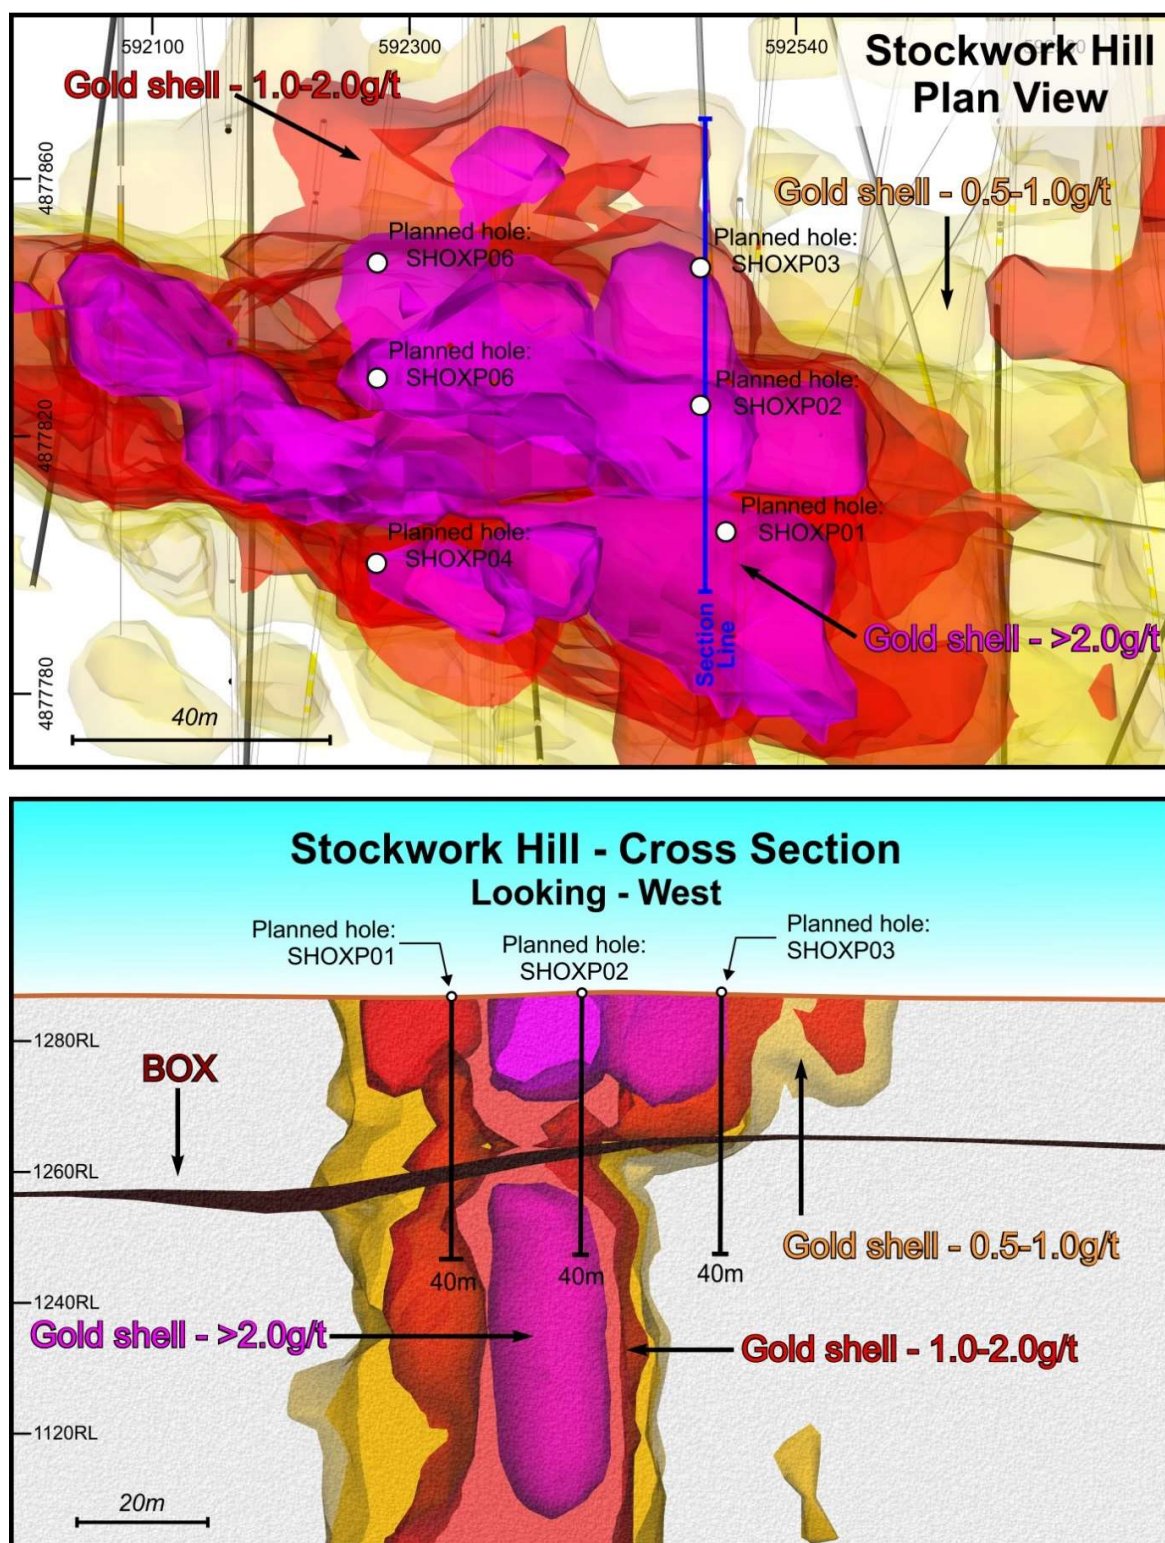 592100
592300
592540
Stockwork Hill
Plan View
Gold shell - 1.0-2.0g/t
4877860
Gold shell - 0.5-1.0g/t
Planned hole:
SHOXP06
Planned hole:
SHOXP03
Planned hole:
SHOXP06
Planned hole:
SHOXP02
4877820
Planned hole:
SHOXP01
Planned hole:
SHOXP04
Section
Line
Gold shell - >2.0g/t
4877780
40m
Stockwork Hill - Cross Section
Looking - West
Planned hole:
SHOXP01
Planned hole:
SHOXP02
Planned hole:
SHOXP03
1280RL
BOX
1260RL
Gold shell - 0.5-1.0g/t
40m
40m
40m
1240RL
Gold shell - >2.0g/t
Gold shell - 1.0-2.0g/t
1120RL
20m